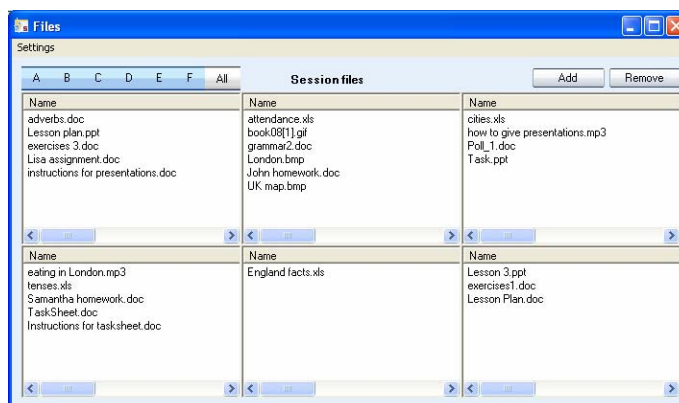 Files
Settings
A B C D E F All
Session files
Add Remove
Name
adverbs.doc
Lesson plan.ppt
exercises 3.doc
Lisa assignment.doc
instructions for presentations.doc
Name
attendance.xls
book08[1].gif
grammar2.doc
London.bmp
John homework.doc
UK map.bmp
Name
cities.xls
how to give presentations.mp3
Poll_1.doc
Task.ppt
Name
eating in London.mp3
tenses.xls
Samantha homework.doc
TaskSheet.doc
Instructions for tasksheet.doc
Name
England facts.xls
Name
Lesson 3.ppt
exercises1.doc
Lesson Plan.doc